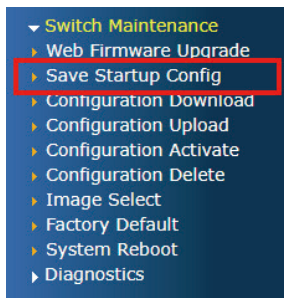 Switch Maintenance
Web Firmware Upgrade
Save Startup Config
Configuration Download
Configuration Upload
Configuration Activate
Configuration Delete
Image Select
Factory Default
System Reboot
Diagnostics